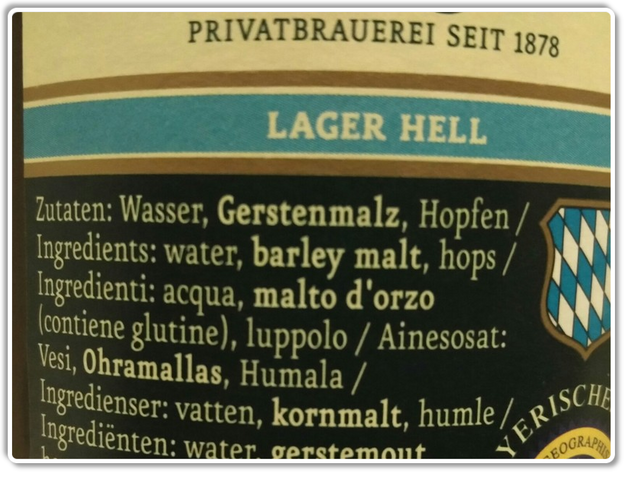 PRIVATBRAUEREI SEIT 1878
LAGER HELL
Zutaten: Wasser, Gerstenmalz, Hopfen /
Ingredients: water, barley malt, hops /
Ingredienti: acqua, malto d'orzo
(contiene glutine), luppolo / Ainesosat:
Vesi, Ohramallas, Humala /
Ingredienser: vatten, kornmalt, humle /
Ingrediënten: water, gerstemout